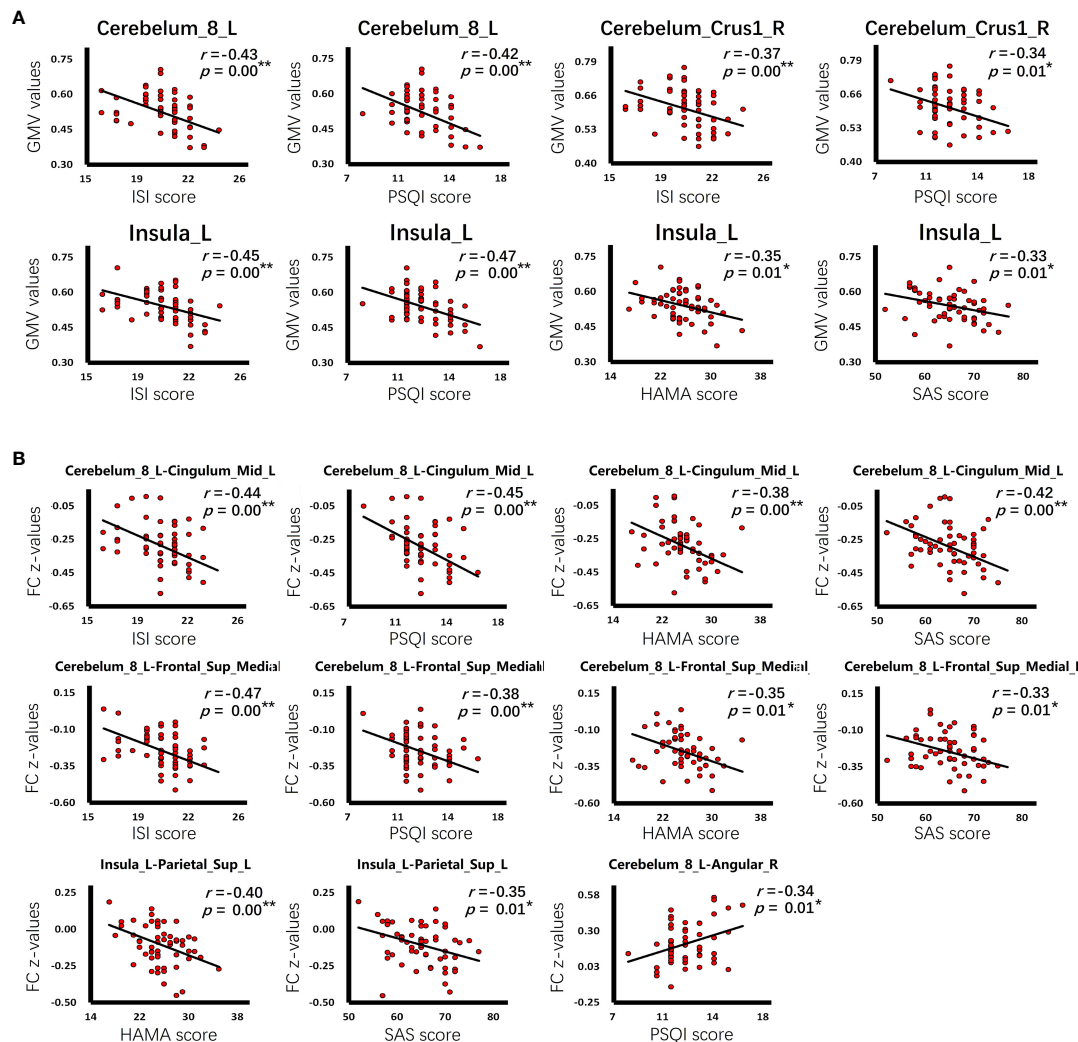 A
Cerebelum_8_L
r=-0.43
p = 0.00**
GMV values
0.75
0.60
0.45
0.30
15 19 22 26
ISI score
Cerebelum_8_L
r=-0.42
p = 0.00**
GMV values
0.75
0.60
0.45
0.30
7 11 14 18
PSQI score
Cerebelum_Crus1_R
r=-0.37
p = 0.00**
GMV values
0.79
0.66
0.53
0.40
15 19 22 26
ISI score
Cerebelum_Crus1_R
r=-0.34
p = 0.01*
GMV values
0.79
0.66
0.53
0.40
7 11 14 18
PSQI score
Insula_L
r=-0.45
p = 0.00**
GMV values
0.75
0.60
0.45
0.30
15 19 22 26
ISI score
Insula_L
r=-0.47
p = 0.00**
GMV values
0.75
0.60
0.45
0.30
7 11 14 18
PSQI score
Insula_L
r=-0.35
p = 0.01*
GMV values
0.75
0.60
0.45
0.30
14 22 30 38
HAMA score
Insula_L
r=-0.33
p = 0.01*
GMV values
0.75
0.60
0.45
0.30
50 60 70 80
SAS score
B
Cerebelum_8_L-Cingulum_Mid_L
r=-0.44
p = 0.00**
FC z-values
-0.05
-0.25
-0.45
-0.65
15 19 22 26
ISI score
Cerebelum_8_L-Cingulum_Mid_L
r=-0.45
p = 0.00**
FC z-values
-0.05
-0.25
-0.45
-0.65
7 11 14 18
PSQI score
Cerebelum_8_L-Cingulum_Mid_L
r=-0.38
p = 0.00**
FC z-values
-0.05
-0.25
-0.45
-0.65
14 22 30 38
HAMA score
Cerebelum_8_L-Cingulum_Mid_L
r=-0.42
p = 0.00**
FC z-values
-0.05
-0.25
-0.45
-0.65
52 60 70 80
SAS score
Cerebelum_8_L-Frontal_Sup_Medial
r=-0.47
p = 0.00**
FC z-values
0.15
-0.10
-0.35
-0.60
15 19 22 26
ISI score
Cerebelum_8_L-Frontal_Sup_Medial
r=-0.38
p = 0.00**
FC z-values
0.15
-0.10
-0.35
-0.60
7 11 14 18
PSQI score
Cerebelum_8_L-Frontal_Sup_Medial
r=-0.35
p = 0.01*
FC z-values
0.15
-0.10
-0.35
-0.60
14 22 30 38
HAMA score
Cerebelum_8_L-Frontal_Sup_Medial
r=-0.33
p = 0.01*
FC z-values
0.15
-0.10
-0.35
-0.60
52 60 70 80
SAS score
Insula_L-Parietal_Sup_L
r=-0.40
p = 0.00**
FC z-values
0.25
0.00
-0.25
-0.50
14 22 30 38
HAMA score
Insula_L-Parietal_Sup_L
r=-0.35
p = 0.01*
FC z-values
0.25
0.00
-0.25
-0.50
52 60 70 80
SAS score
Cerebelum_8_L-Angular_R
r=-0.34
p = 0.01*
FC z-values
0.58
0.30
0.03
-0.25
7 11 14 18
PSQI score